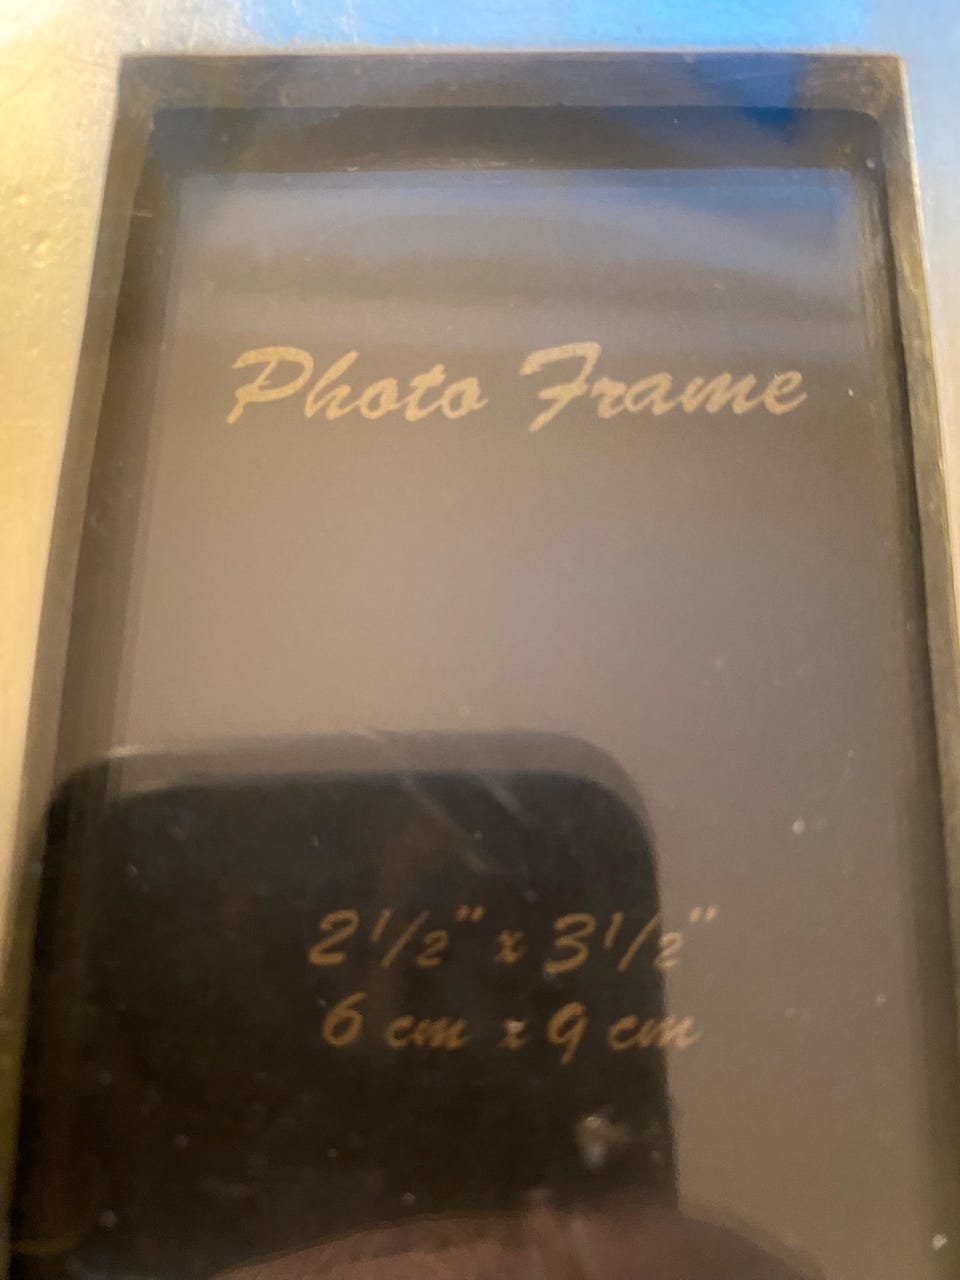 Photo Frame
2 1/2" x 3 1/2"
6 cm x 9 cm